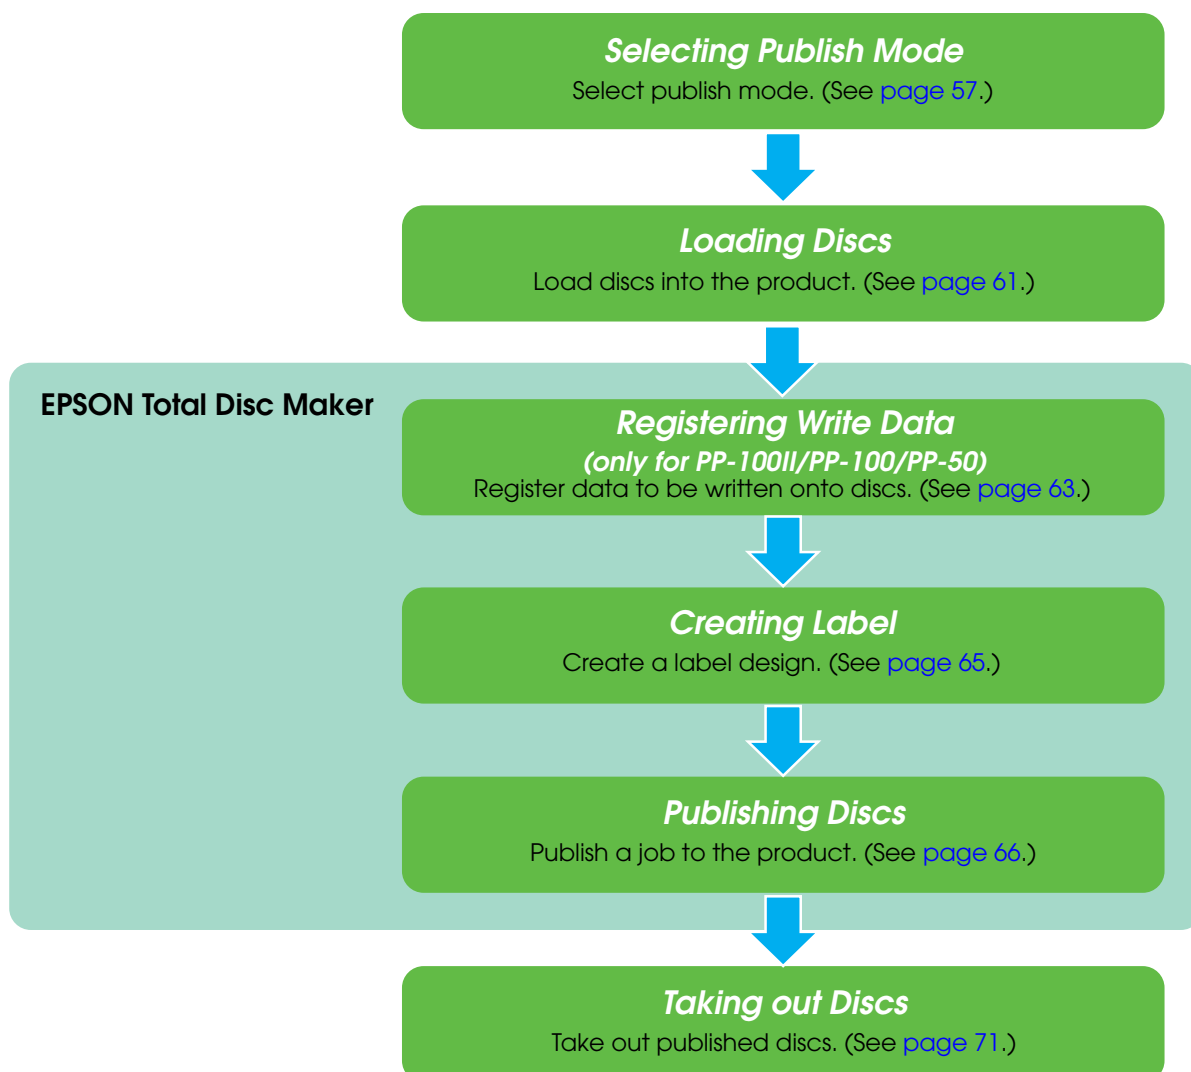 Selecting Publish Mode
Select publish mode. (See page 57.)
Loading Discs
Load discs into the product. (See page 61.)
EPSON Total Disc Maker
Registering Write Data
(only for PP-100II/PP-100/PP-50)
Register data to be written onto discs. (See page 63.)
Creating Label
Create a label design. (See page 65.)
Publishing Discs
Publish a job to the product. (See page 66.)
Taking out Discs
Take out published discs. (See page 71.)